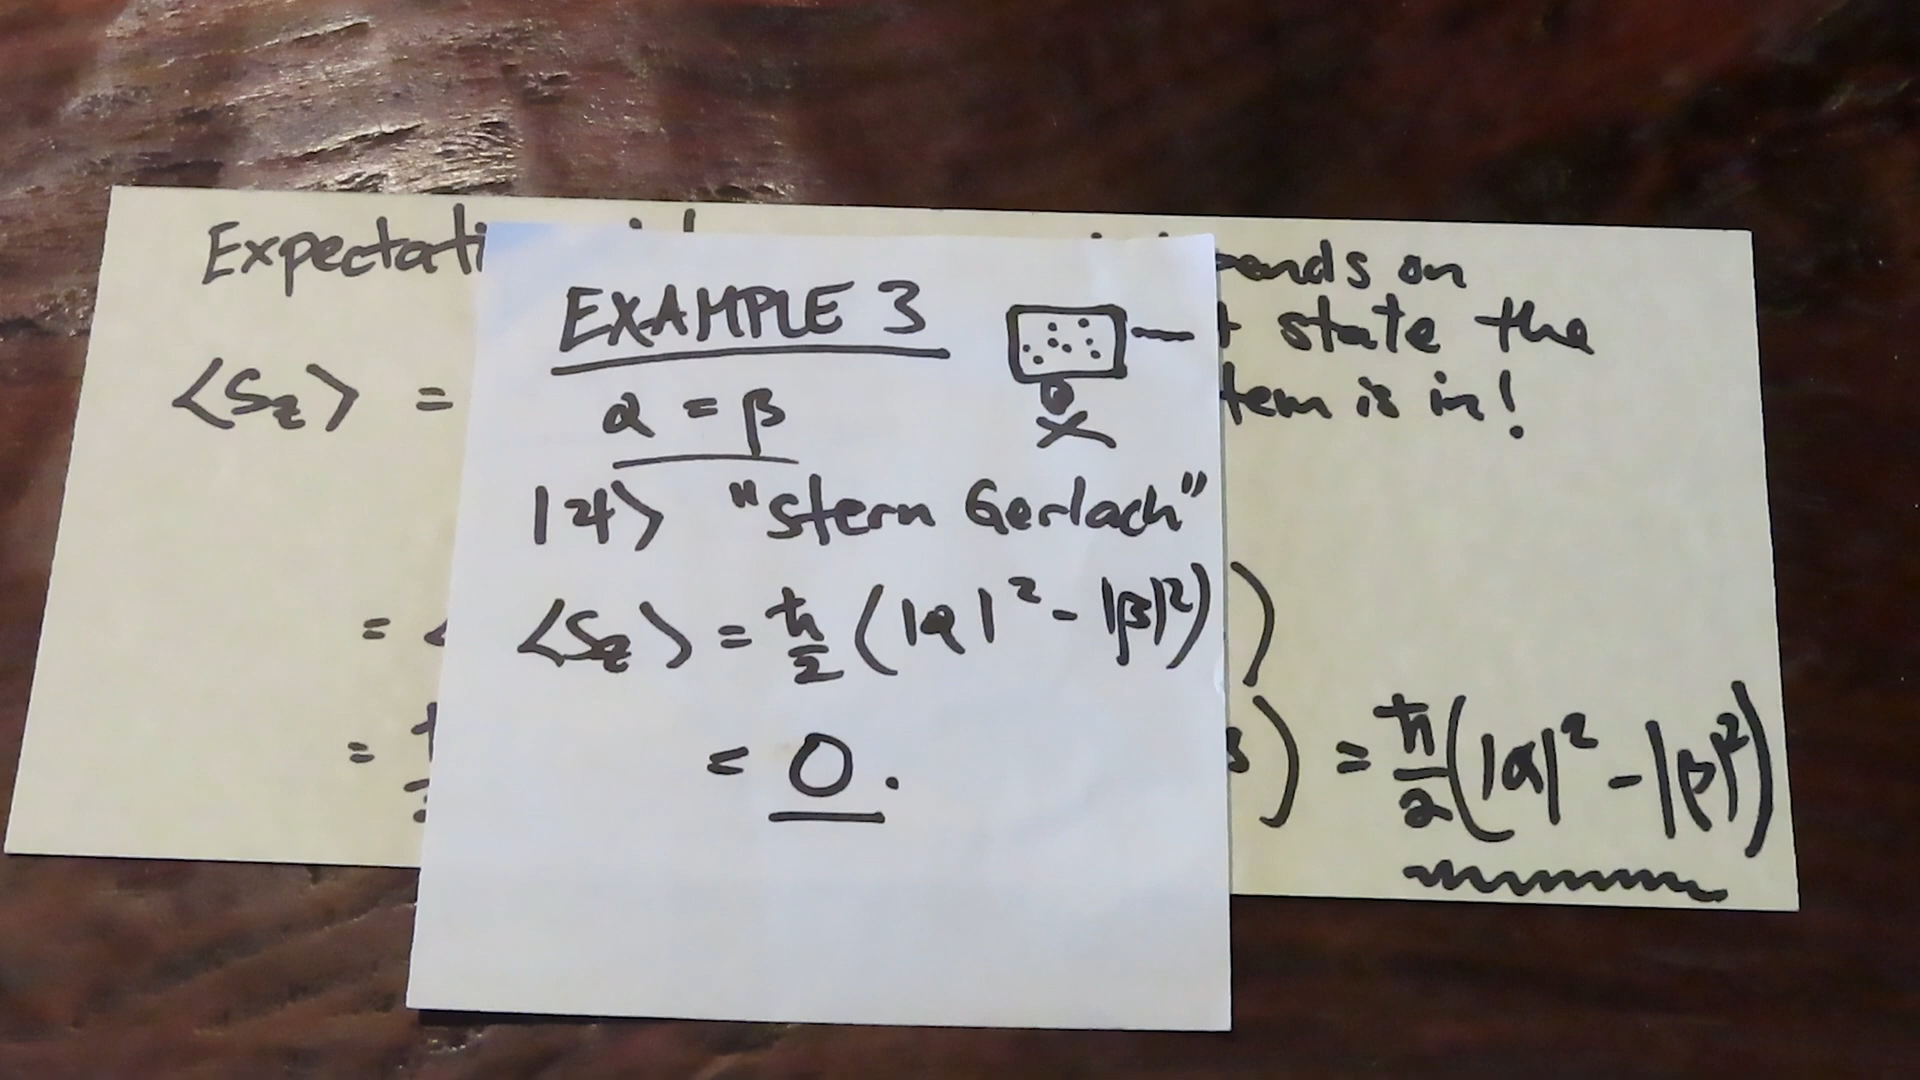 Expectati
ends on
state the
tem is in!
⟨Sz⟩ =
=
=
) = ħ/2 (|α|² - |β|²)
EXAMPLE 3
α = β
|ψ⟩ "Stern Gerlach"
⟨Sz⟩ = ħ/2 (|α|² - |β|²)
= 0.